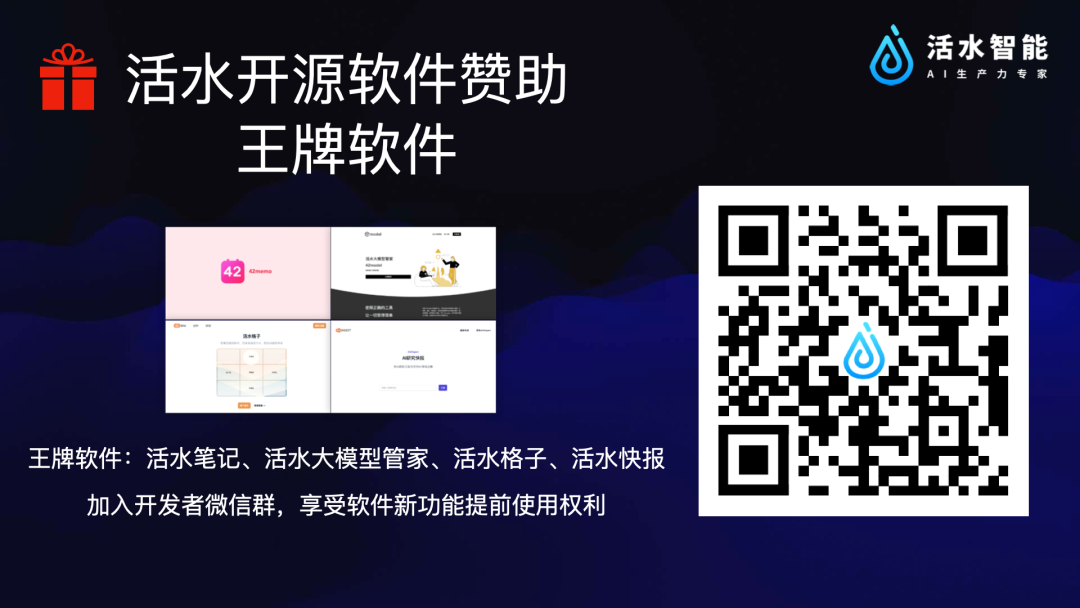 活水开源软件赞助
王牌软件
活水智能
AI生产力专家
42
42memo
活水大模型管家
42model
活水格子
AI研究快报
王牌软件：活水笔记、活水大模型管家、活水格子、活水快报
加入开发者微信群，享受软件新功能提前使用权利